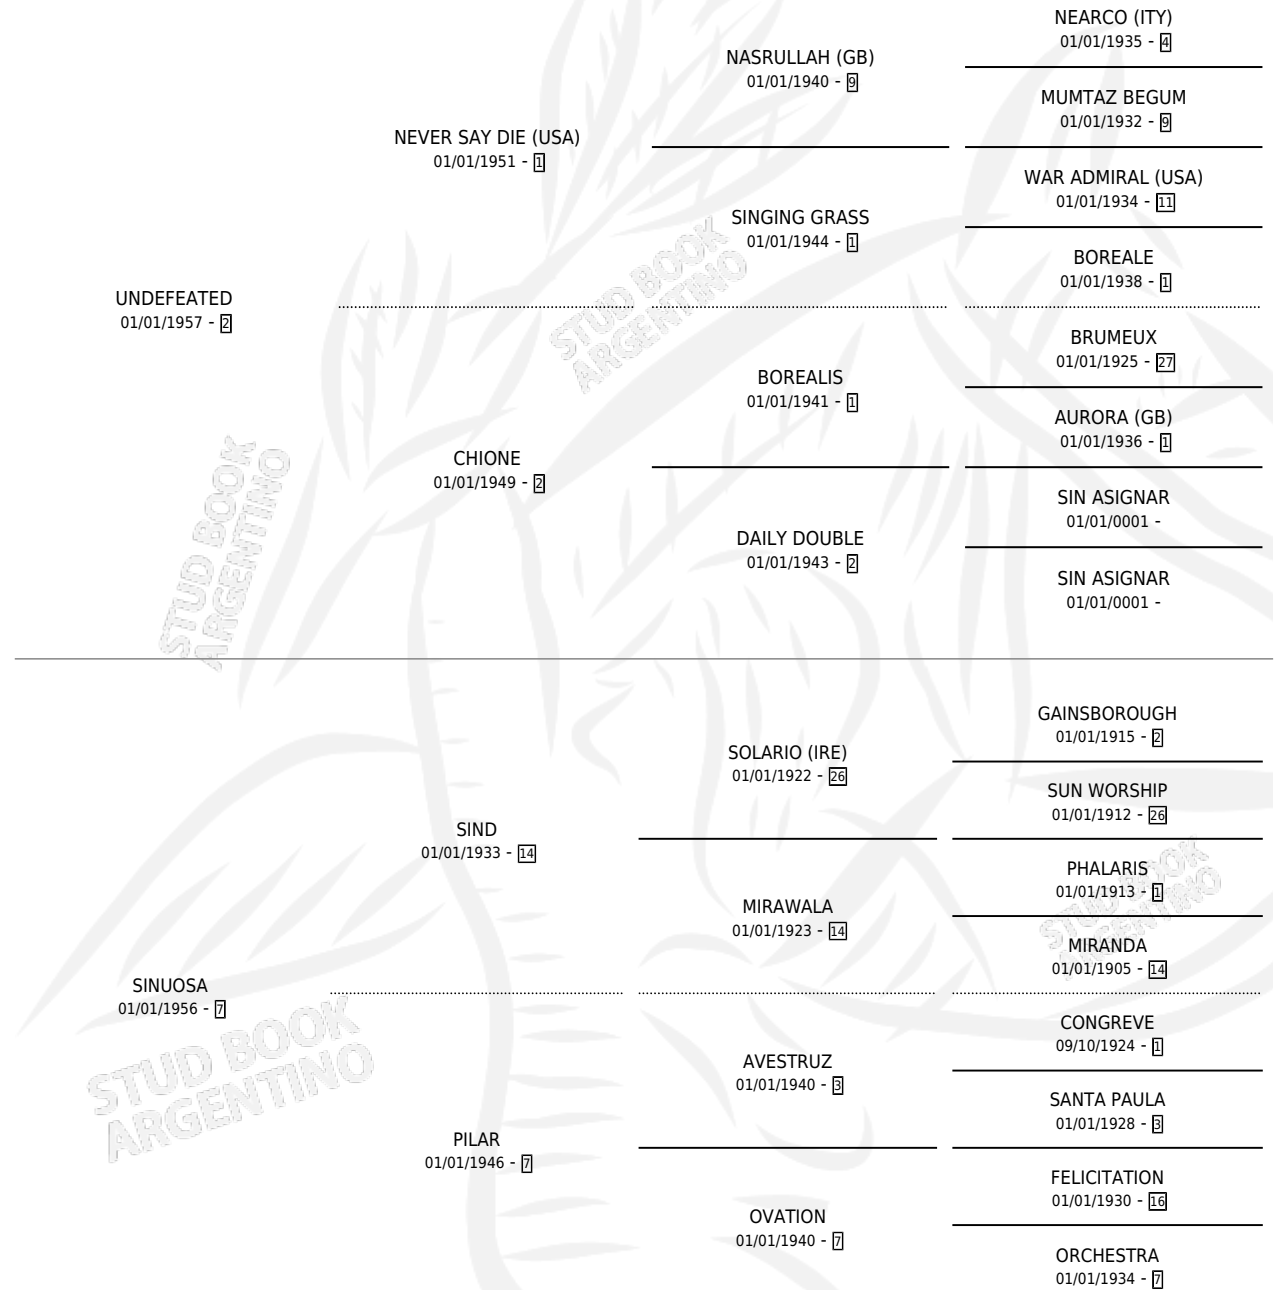 NEARCO (ITY)
01/01/1935 - 4
NASRULLAH (GB)
01/01/1940 - 9
MUMTAZ BEGUM
01/01/1932 - 9
NEVER SAY DIE (USA)
01/01/1951 - 1
WAR ADMIRAL (USA)
01/01/1934 - 11
SINGING GRASS
01/01/1944 - 1
BOREALE
01/01/1938 - 1
UNDEFEATED
01/01/1957 - 2
STUD BOOK
ARGENTINO
BRUMEUX
01/01/1925 - 27
BOREALIS
01/01/1941 - 1
AURORA (GB)
01/01/1936 - 1
CHIONE
01/01/1949 - 2
SIN ASIGNAR
01/01/0001 -
DAILY DOUBLE
01/01/1943 - 2
SIN ASIGNAR
01/01/0001 -
STUD BOOK
ARGENTINO
GAINSBOROUGH
01/01/1915 - 2
SOLARIO (IRE)
01/01/1922 - 26
SUN WORSHIP
01/01/1912 - 26
SIND
01/01/1933 - 14
PHALARIS
01/01/1913 - 1
MIRAWALA
01/01/1923 - 14
STUD BOOK
ARGENTINO
MIRANDA
01/01/1905 - 14
SINUOSA
01/01/1956 - 7
CONGREVE
09/10/1924 - 1
STUD BOOK
ARGENTINO
AVESTRUZ
01/01/1940 - 3
SANTA PAULA
01/01/1928 - 3
PILAR
01/01/1946 - 7
FELICITATION
01/01/1930 - 16
OVATION
01/01/1940 - 7
ORCHESTRA
01/01/1934 - 7